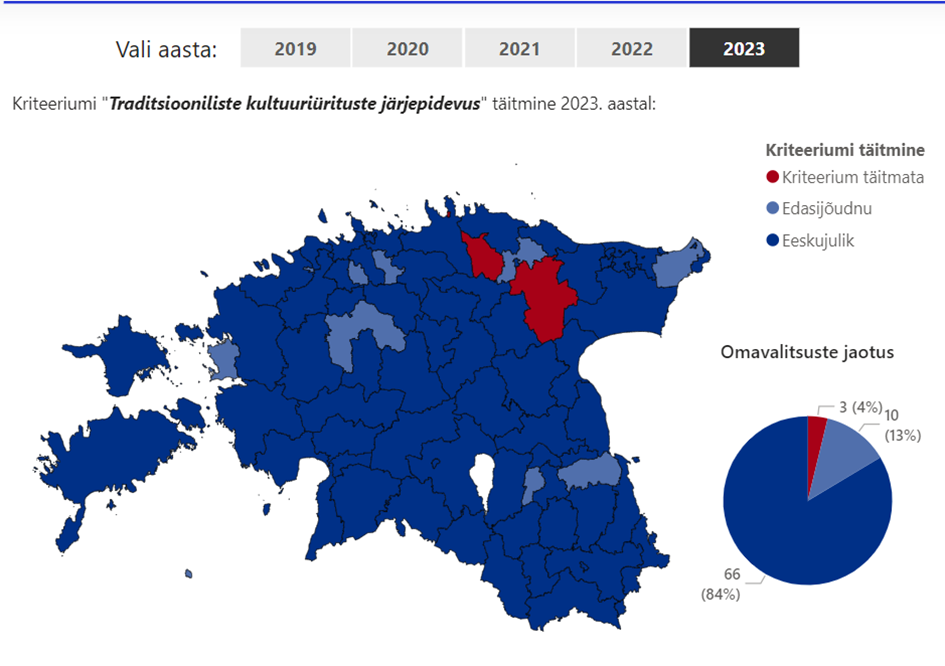 Vali aasta: 2019 2020 2021 2022 2023
Kriteeriumi "Traditsiooniliste kultuuriürituste järjepidevus" täitmine 2023. aastal:
Kriteeriumi täitmine
Kriteerium täitmata
Edasijõudnu
Eeskujulik
Omavalitsuste jaotus
3 (4%)
10
(13%)
66
(84%)